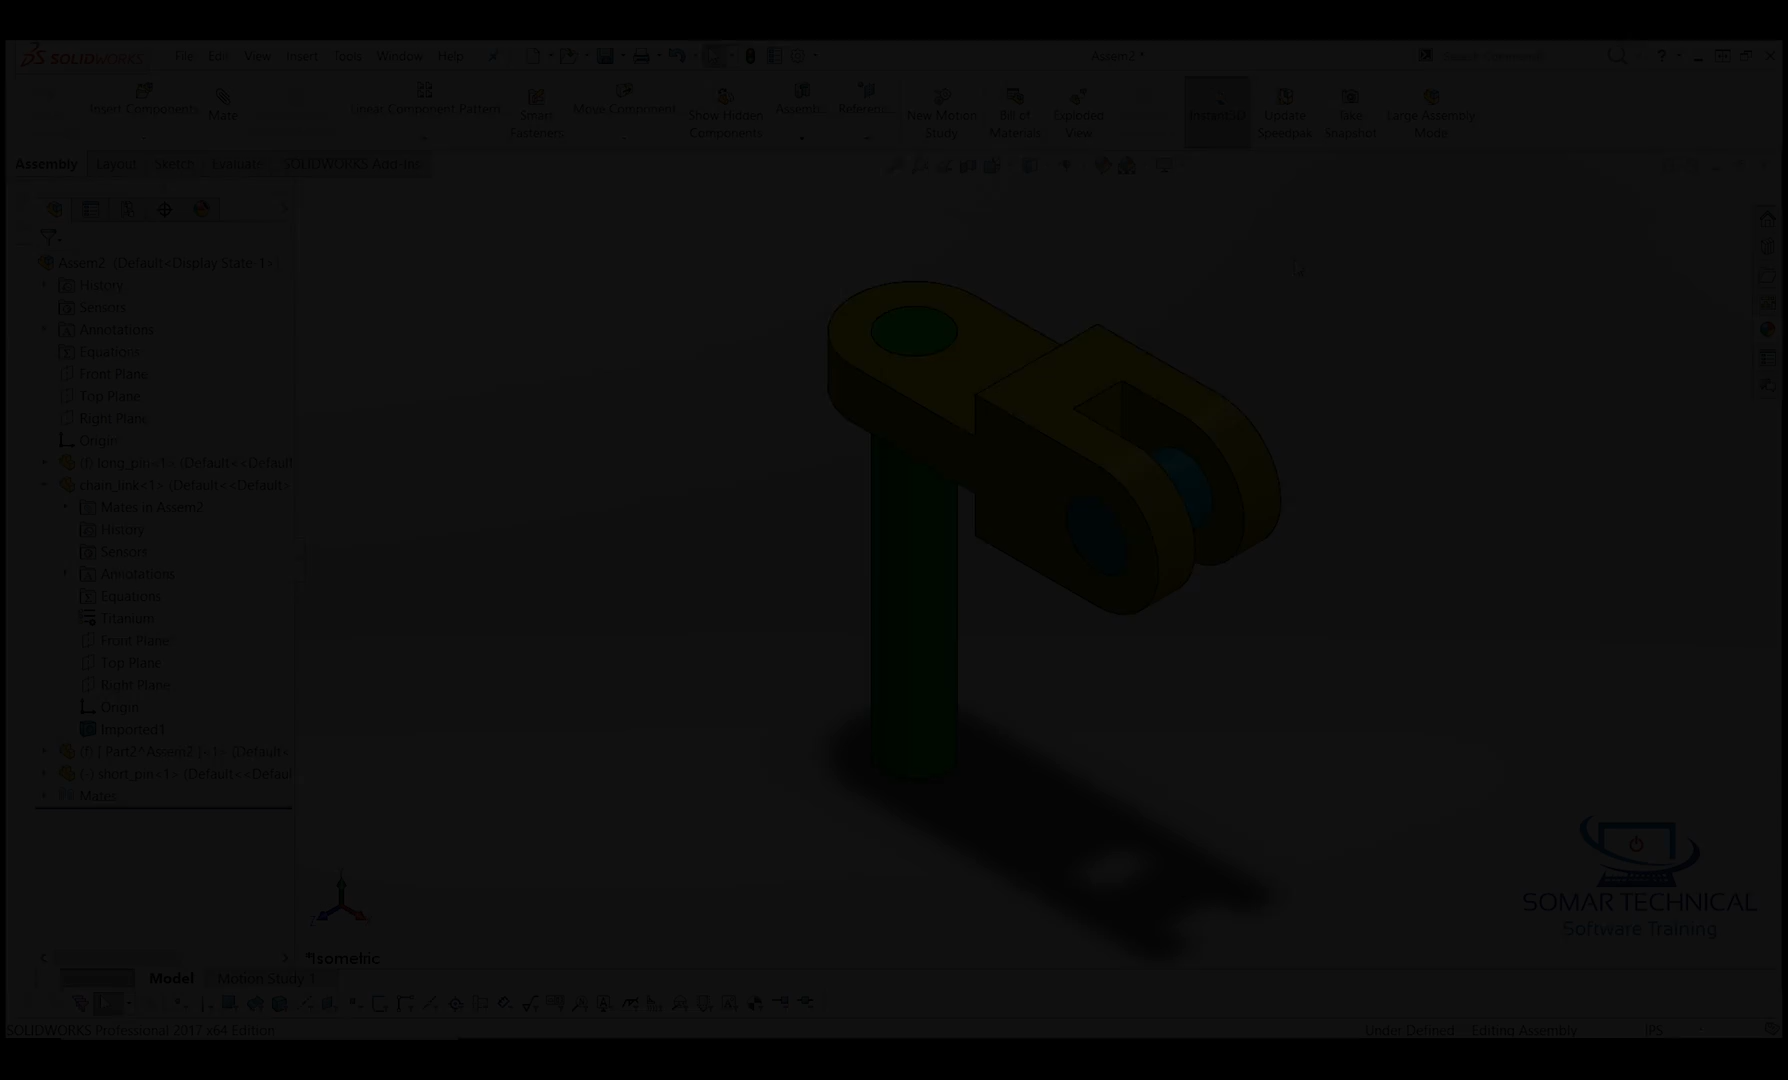 SOLIDWORKS File Edit View Insert Tools Window Help Assem2 *
Insert Components Mate Linear Component Pattern Smart Fasteners Move Component Show Hidden Components New Motion Study Bill of Materials Exploded View Instant3D Update Speedpak Take Snapshot Large Assembly Mode
Assembly Layout Sketch Evaluate SOLIDWORKS Add-Ins
Assem2 (Default<Display State-1>)
History
Sensors
Annotations
Equations
Front Plane
Top Plane
Right Plane
Origin
(f) long_pin<1> (Default<<Default
chain_link<1> (Default<<Default>
Mates in Assem2
History
Sensors
Annotations
Equations
Titanium
Front Plane
Top Plane
Right Plane
Origin
Imported1
(f) [ Part2^Assem2 ]<1> (Default<
(-) short_pin<1> (Default<<Defaul
Mates
SOMAR TECHNICAL
Software Training
*Isometric
Model Motion Study 1
SOLIDWORKS Professional 2017 x64 Edition Under Defined Editing Assembly IPS